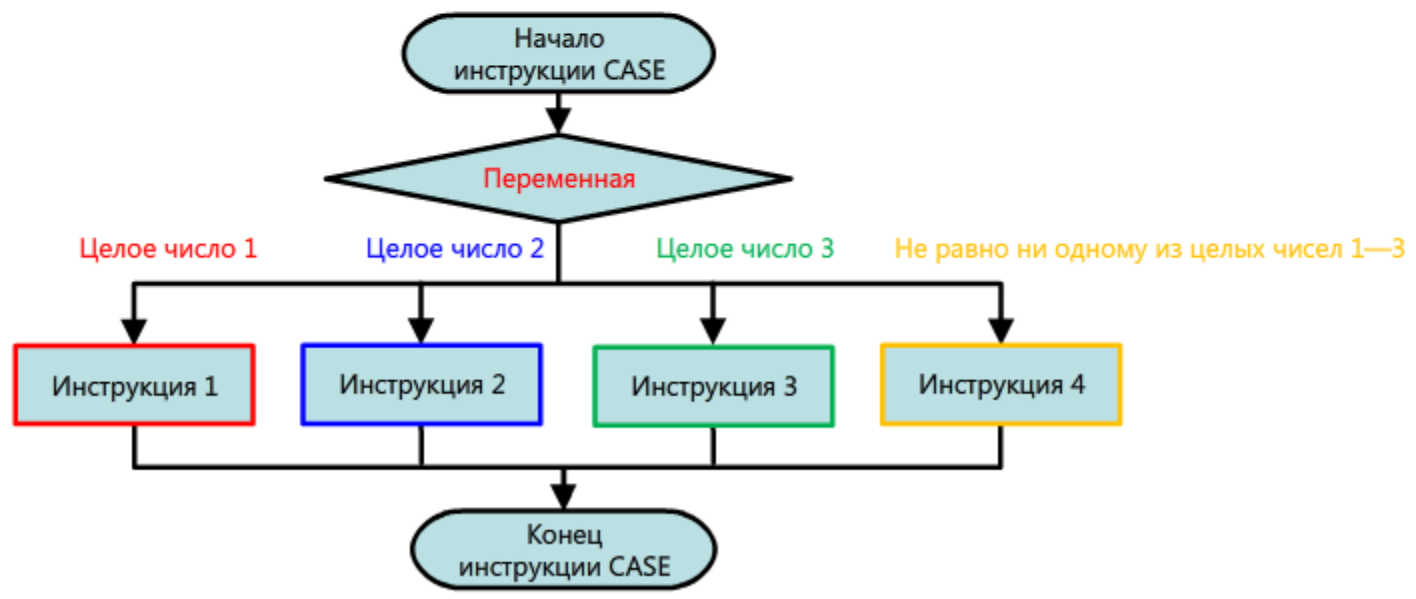 Начало
инструкции CASE
Переменная
Целое число 1
Целое число 2
Целое число 3
Не равно ни одному из целых чисел 1—3
Инструкция 1
Инструкция 2
Инструкция 3
Инструкция 4
Конец
инструкции CASE